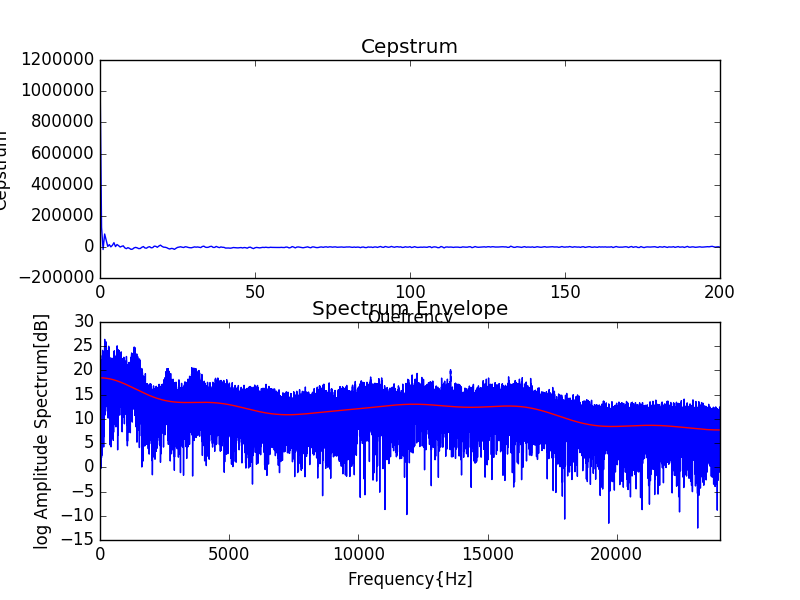 Cepstrum
Cepstrum
1200000
1000000
800000
600000
400000
200000
0
−200000
0 50 100 150 200
Quefrency
Spectrum Envelope
log Amplitude Spectrum[dB]
30
25
20
15
10
5
0
−5
−10
−15
0 5000 10000 15000 20000
Frequency{Hz]